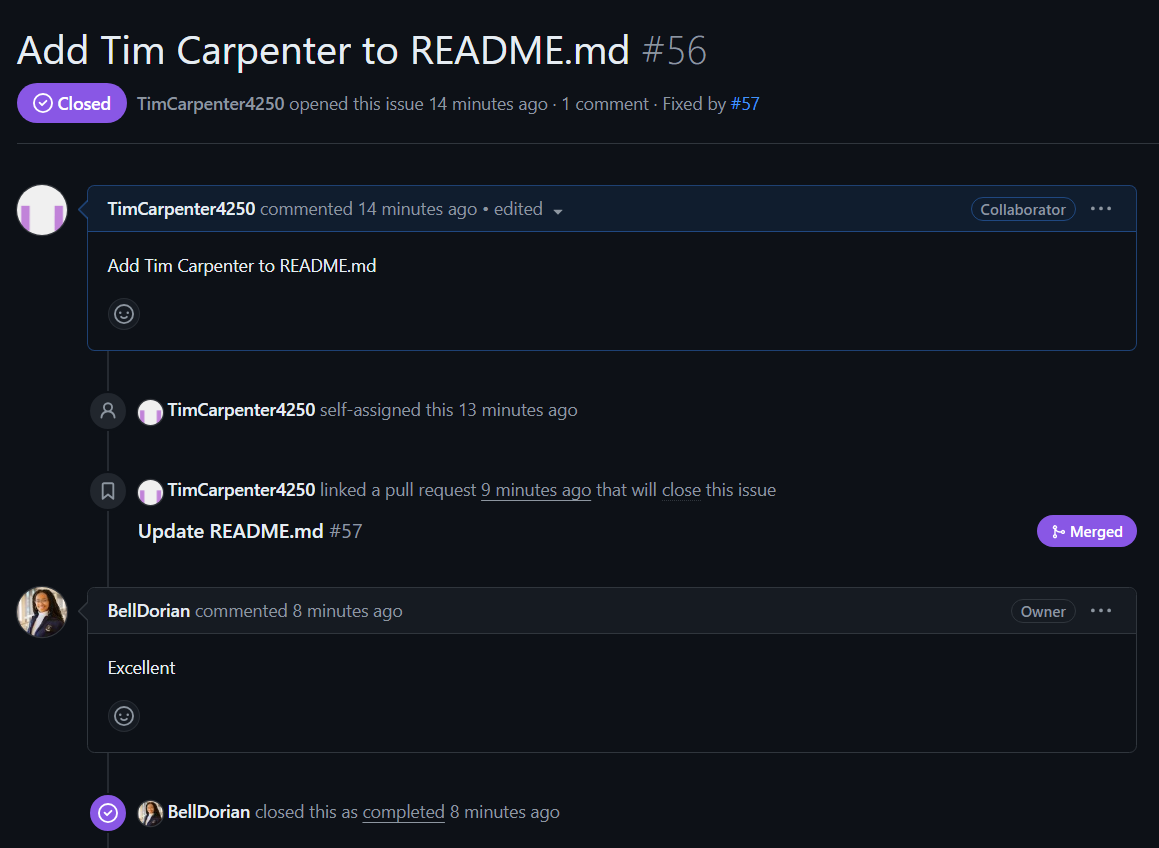 Add Tim Carpenter to README.md #56
Closed TimCarpenter4250 opened this issue 14 minutes ago · 1 comment · Fixed by #57
TimCarpenter4250 commented 14 minutes ago • edited Collaborator
Add Tim Carpenter to README.md
TimCarpenter4250 self-assigned this 13 minutes ago
TimCarpenter4250 linked a pull request 9 minutes ago that will close this issue
Update README.md #57 Merged
BellDorian commented 8 minutes ago Owner
Excellent
BellDorian closed this as completed 8 minutes ago